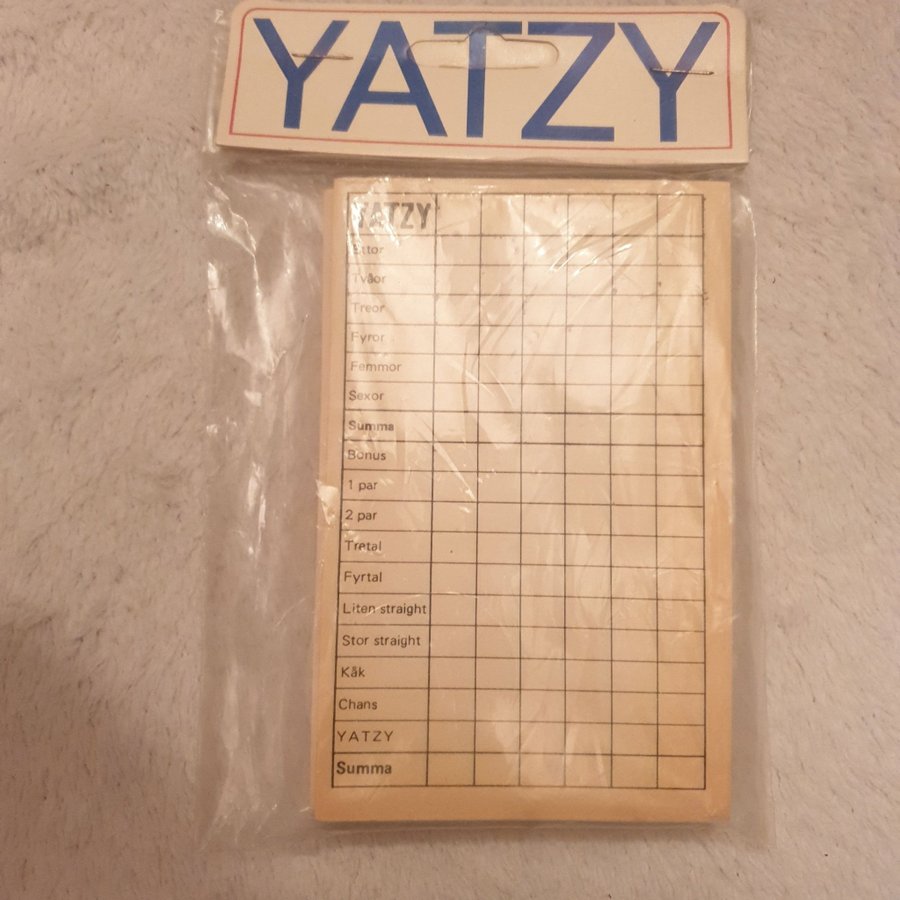 YATZY
YATZY
Ettor
Tvåor
Treor
Fyror
Femmor
Sexor
Summa
Bonus
1 par
2 par
Tretal
Fyrtal
Liten straight
Stor straight
Kåk
Chans
YATZY
Summa